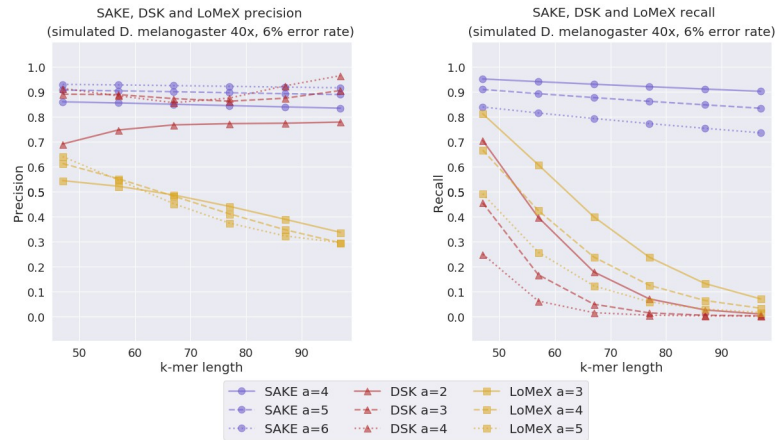 SAKE, DSK and LoMeX precision
(simulated D. melanogaster 40x, 6% error rate)
1.0
0.9
0.8
0.7
0.6
0.5
0.4
0.3
0.2
0.1
0.0
Precision
50 60 70 80 90
k-mer length
SAKE, DSK and LoMeX recall
(simulated D. melanogaster 40x, 6% error rate)
1.0
0.9
0.8
0.7
0.6
0.5
0.4
0.3
0.2
0.1
0.0
Recall
50 60 70 80 90
k-mer length
SAKE a=4 DSK a=2 LoMeX a=3
SAKE a=5 DSK a=3 LoMeX a=4
SAKE a=6 DSK a=4 LoMeX a=5